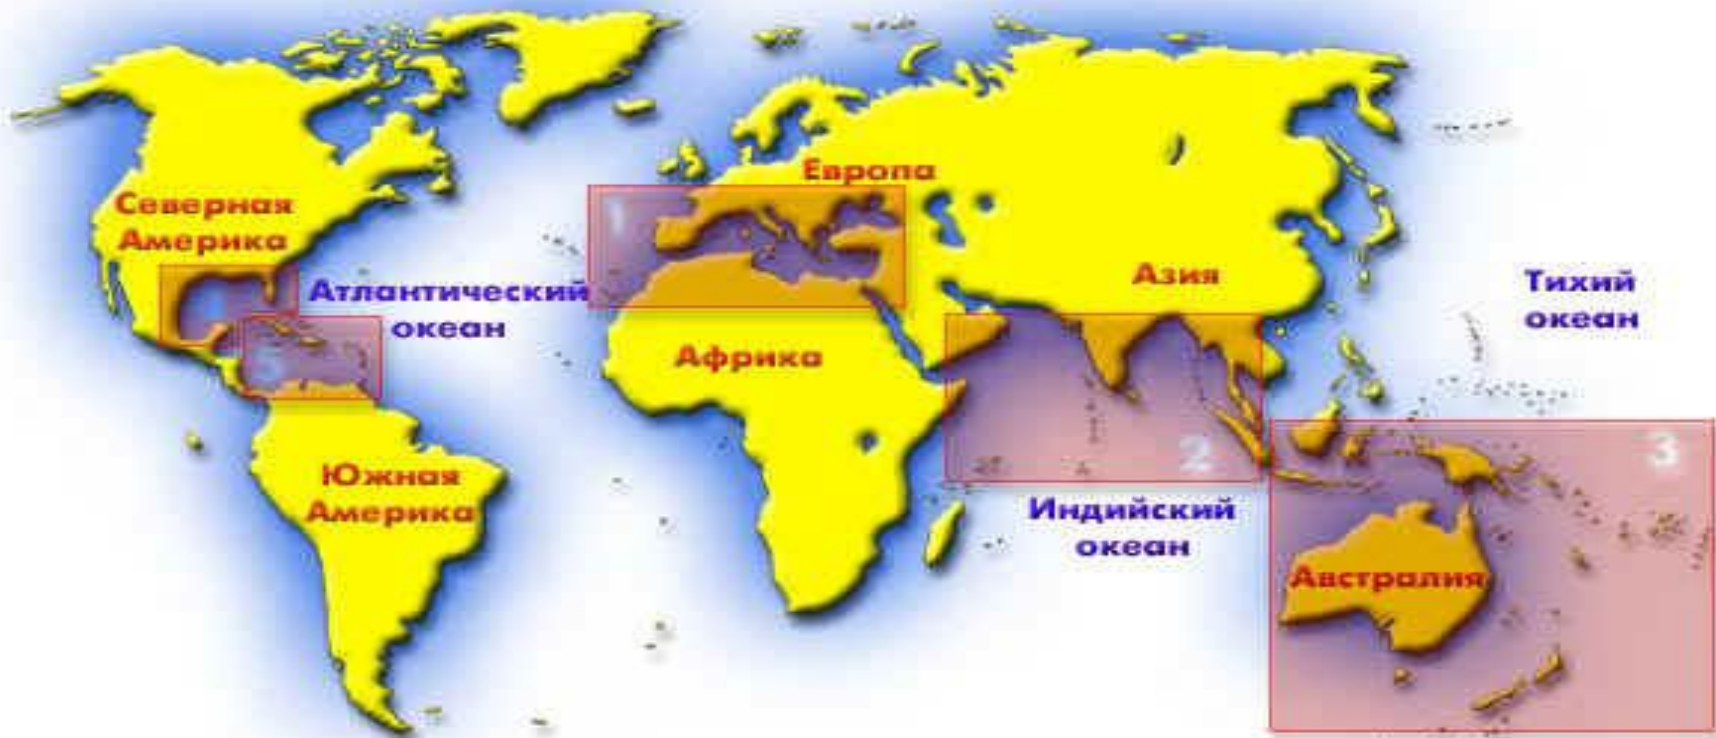 Европа
1
Северная
Америка
Азия
Атлантический
океан
Тихий
океан
Африка
5
2
3
Южная
Америка
Индийский
океан
Австралия